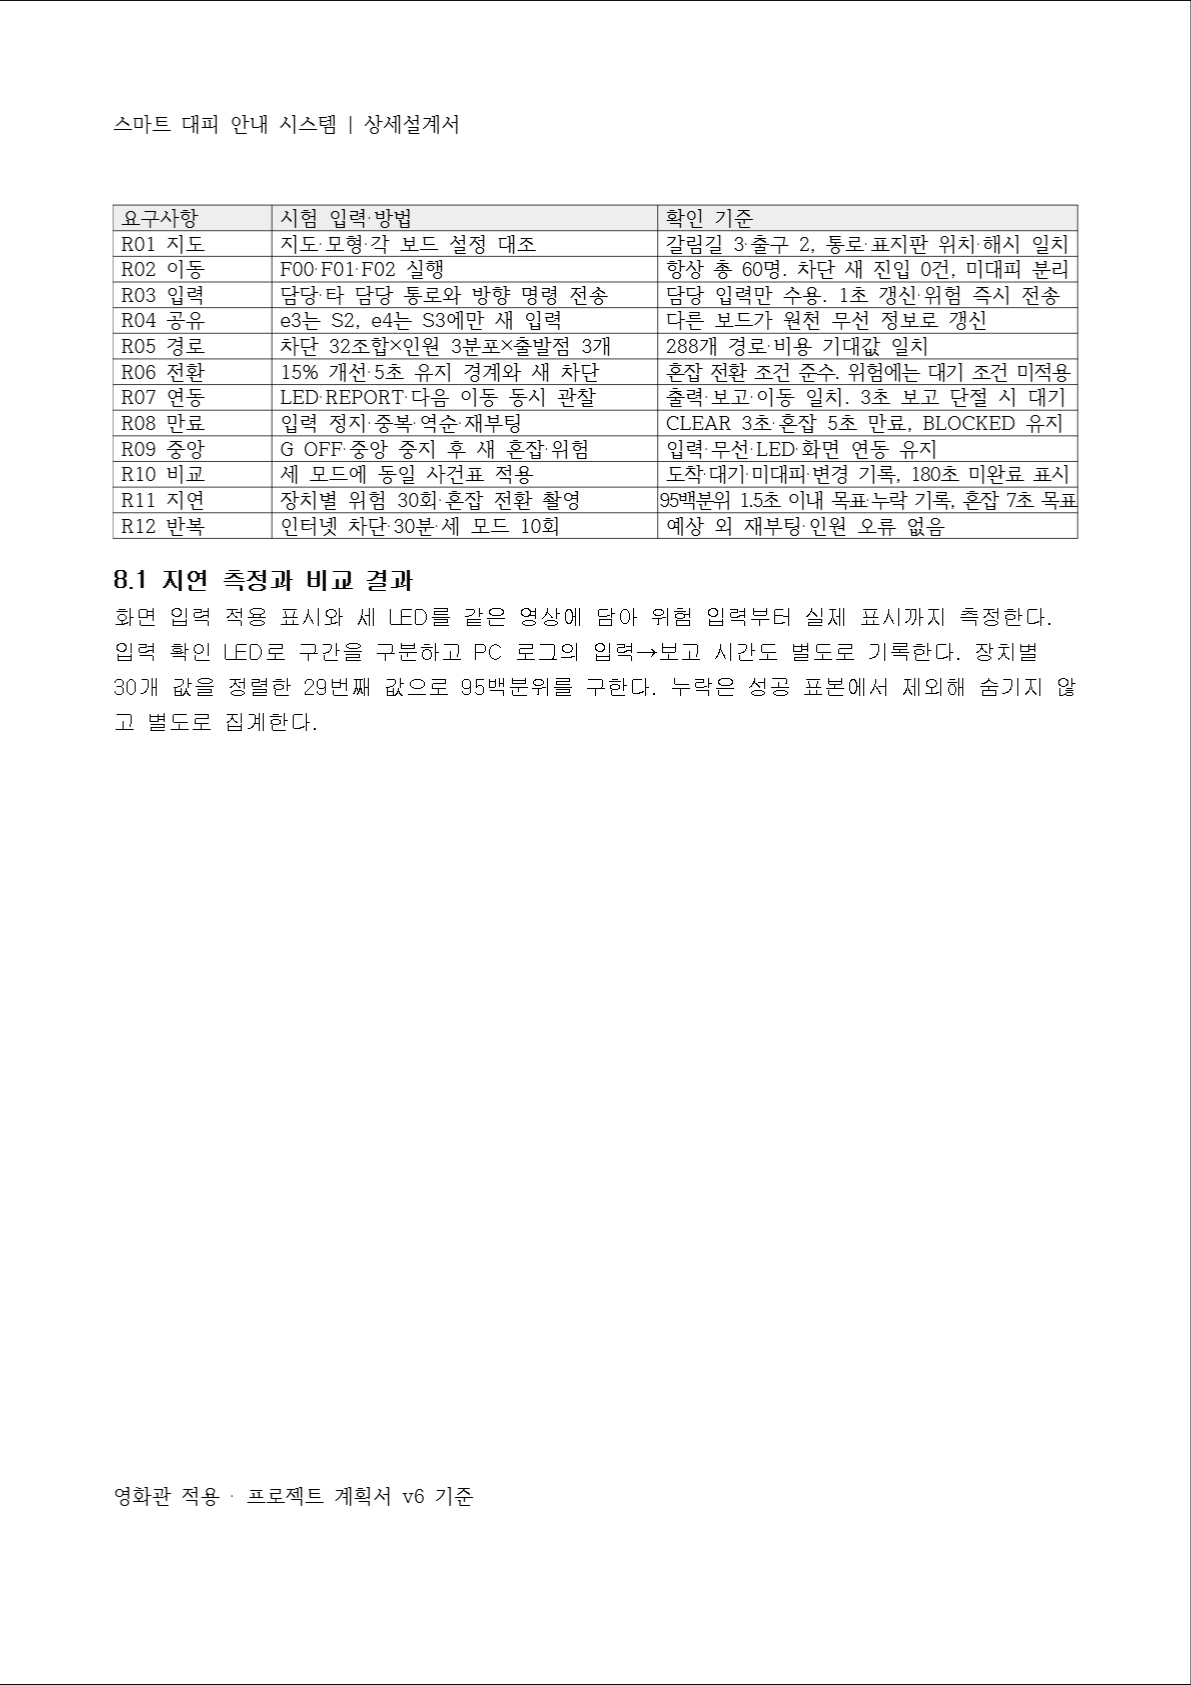 스마트 대피 안내 시스템 | 상세설계서
요구사항 시험 입력·방법 확인 기준
R01 지도 지도·모형·각 보드 설정 대조 갈림길 3·출구 2, 통로·표지판 위치·해시 일치
R02 이동 F00·F01·F02 실행 항상 총 60명. 차단 새 진입 0건, 미대피 분리
R03 입력 담당·타 담당 통로와 방향 명령 전송 담당 입력만 수용. 1초 갱신·위험 즉시 전송
R04 공유 e3는 S2, e4는 S3에만 새 입력 다른 보드가 원천 무선 정보로 갱신
R05 경로 차단 32조합×인원 3분포×출발점 3개 288개 경로·비용 기대값 일치
R06 전환 15% 개선·5초 유지 경계와 새 차단 혼잡 전환 조건 준수. 위험에는 대기 조건 미적용
R07 연동 LED·REPORT·다음 이동 동시 관찰 출력·보고·이동 일치. 3초 보고 단절 시 대기
R08 만료 입력 정지·중복·역순·재부팅 CLEAR 3초·혼잡 5초 만료, BLOCKED 유지
R09 중앙 G OFF·중앙 중지 후 새 혼잡·위험 입력·무선·LED·화면 연동 유지
R10 비교 세 모드에 동일 사건표 적용 도착·대기·미대피·변경 기록, 180초 미완료 표시
R11 지연 장치별 위험 30회·혼잡 전환 촬영 95백분위 1.5초 이내 목표·누락 기록, 혼잡 7초 목표
R12 반복 인터넷 차단·30분·세 모드 10회 예상 외 재부팅·인원 오류 없음
8.1 지연 측정과 비교 결과
화면 입력 적용 표시와 세 LED를 같은 영상에 담아 위험 입력부터 실제 표시까지 측정한다.
입력 확인 LED로 구간을 구분하고 PC 로그의 입력→보고 시간도 별도로 기록한다. 장치별
30개 값을 정렬한 29번째 값으로 95백분위를 구한다. 누락은 성공 표본에서 제외해 숨기지 않
고 별도로 집계한다.
영화관 적용 · 프로젝트 계획서 v6 기준